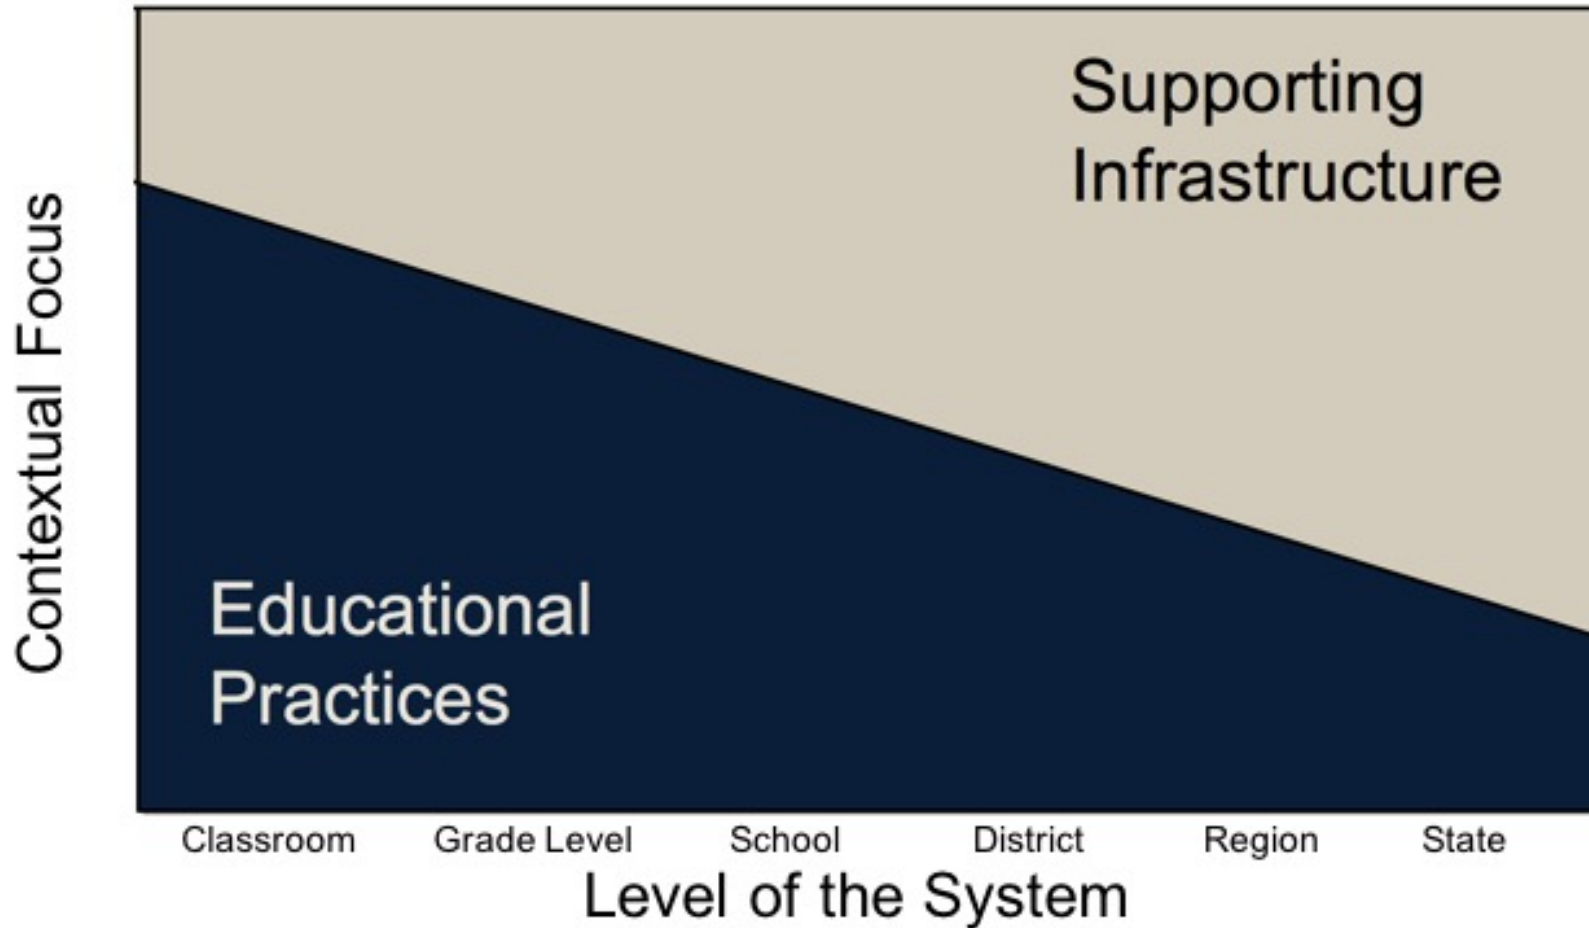 Supporting
Infrastructure
Contextual Focus
Educational
Practices
Classroom Grade Level School District Region State
Level of the System